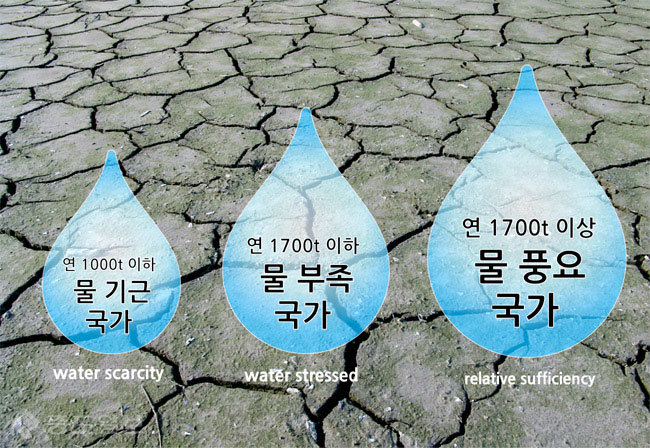 연 1000t 이하
물 기근
국가
water scarcity
연 1700t 이하
물 부족
국가
water stressed
연 1700t 이상
물 풍요
국가
relative sufficiency